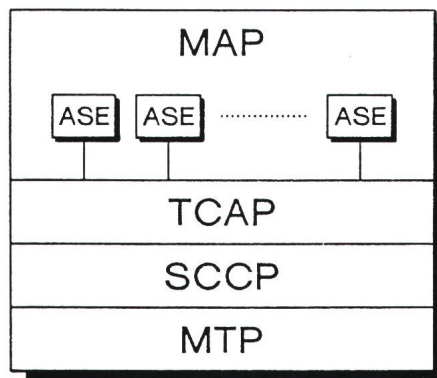 MAP
ASE ASE ............... ASE
TCAP
SCCP
MTP